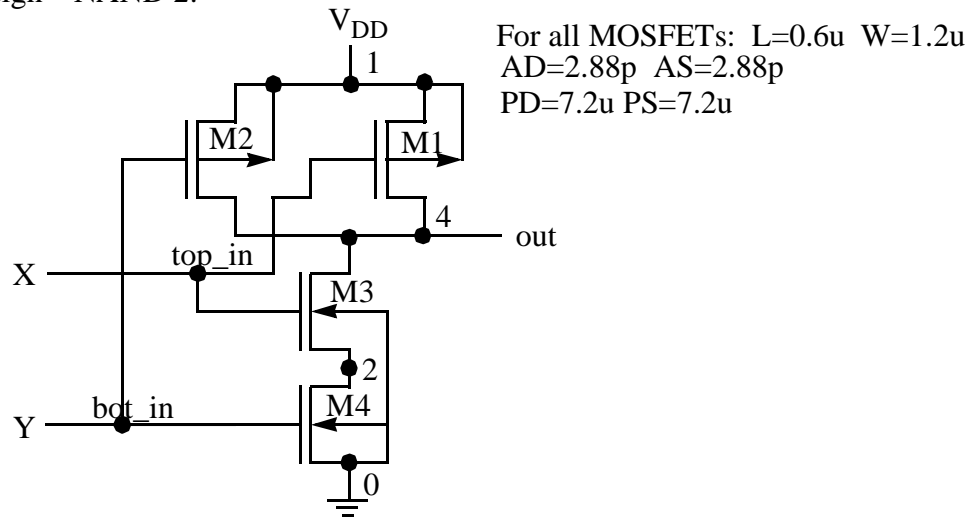 NAND 2.
V_DD
1
For all MOSFETs: L=0.6u W=1.2u
AD=2.88p AS=2.88p
PD=7.2u PS=7.2u
M2
M1
4
out
top_in
X
M3
2
bot_in
M4
Y
0